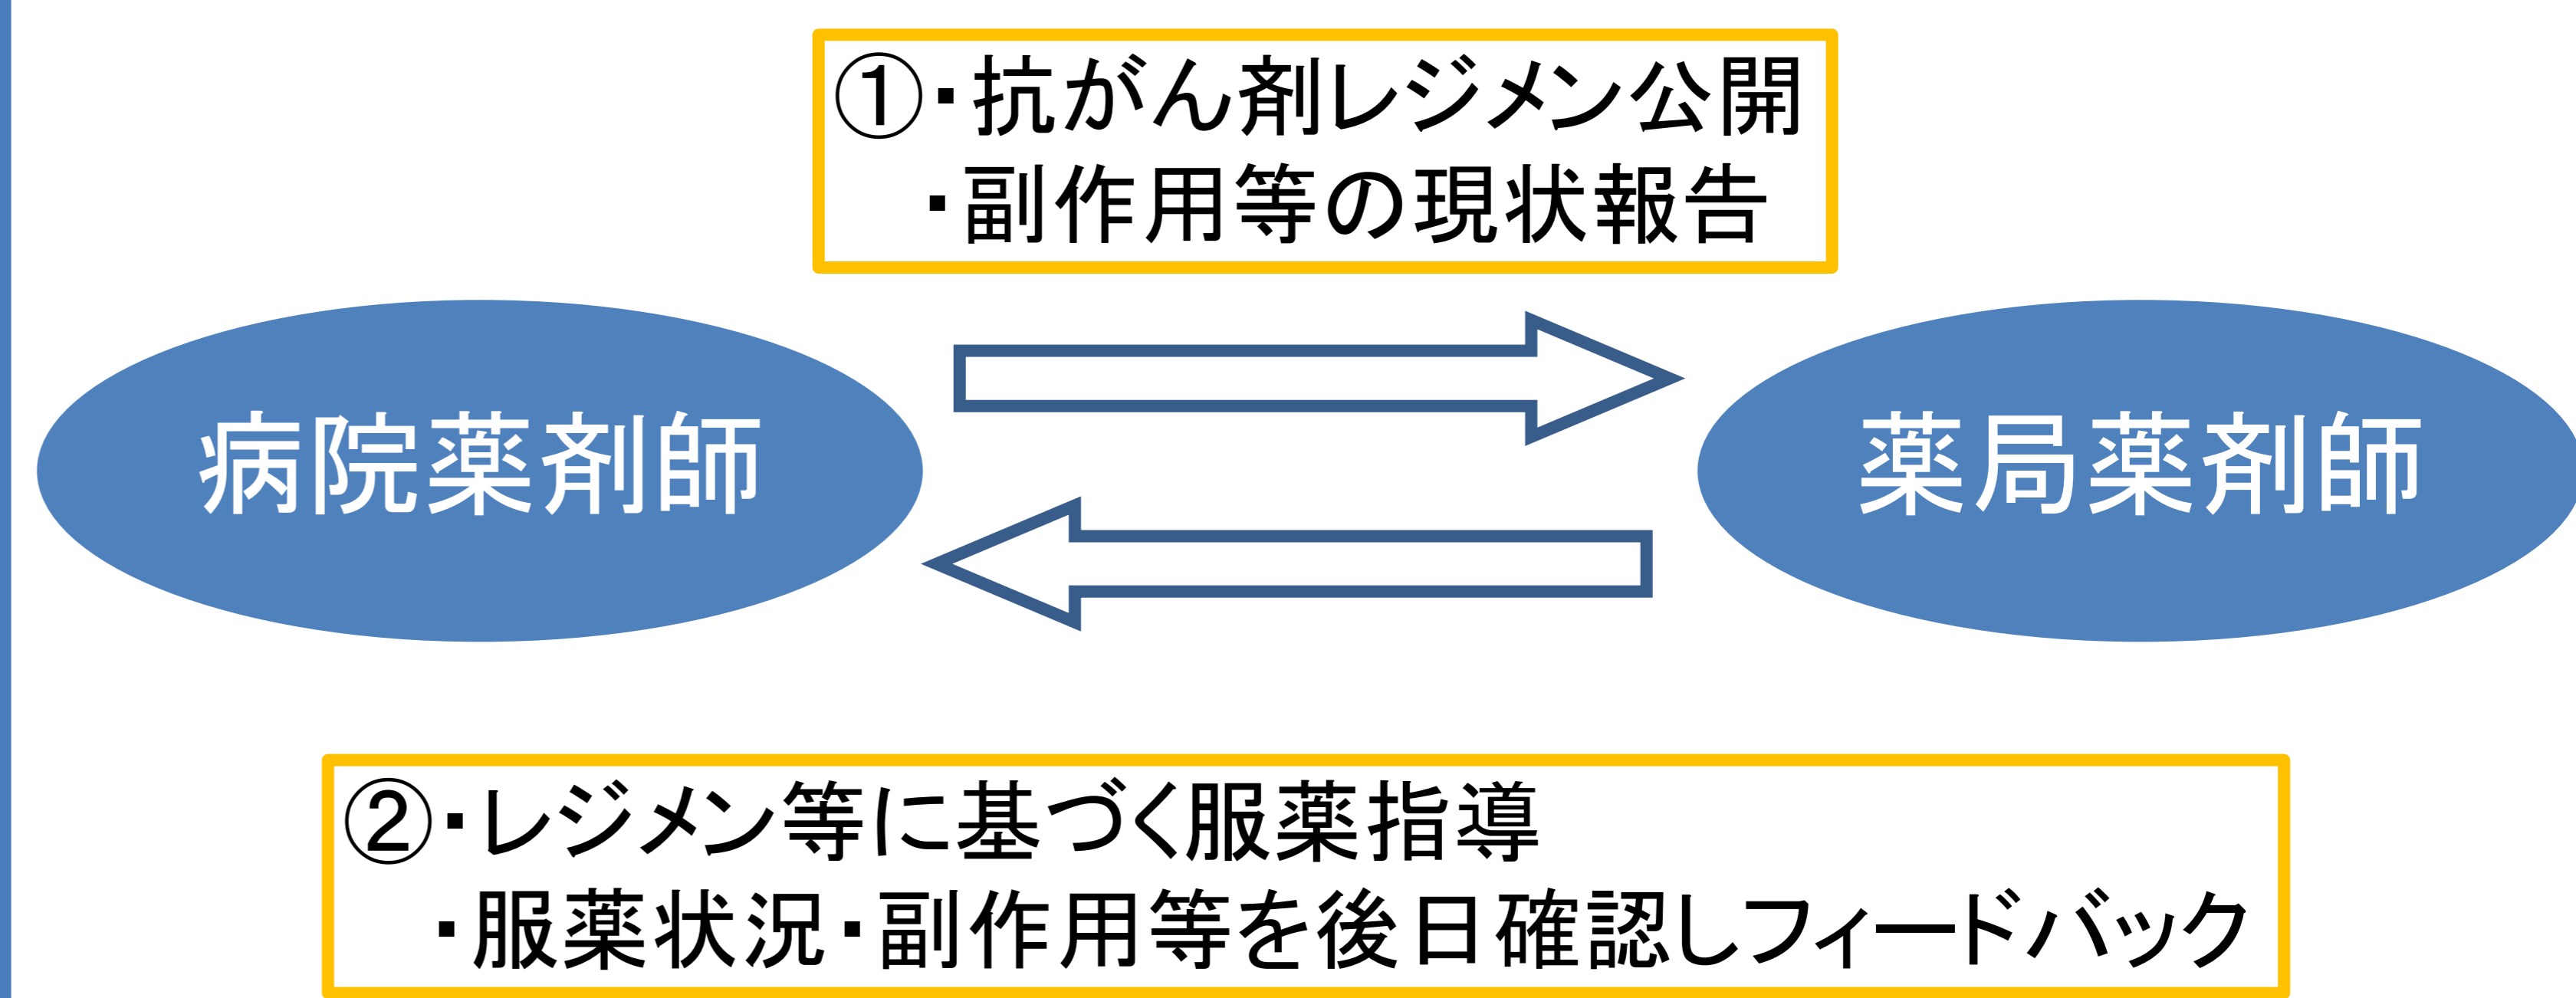 ①・抗がん剤レジメン公開
・副作用等の現状報告
病院薬剤師
薬局薬剤師
②・レジメン等に基づく服薬指導
・服薬状況・副作用等を後日確認しフィードバック